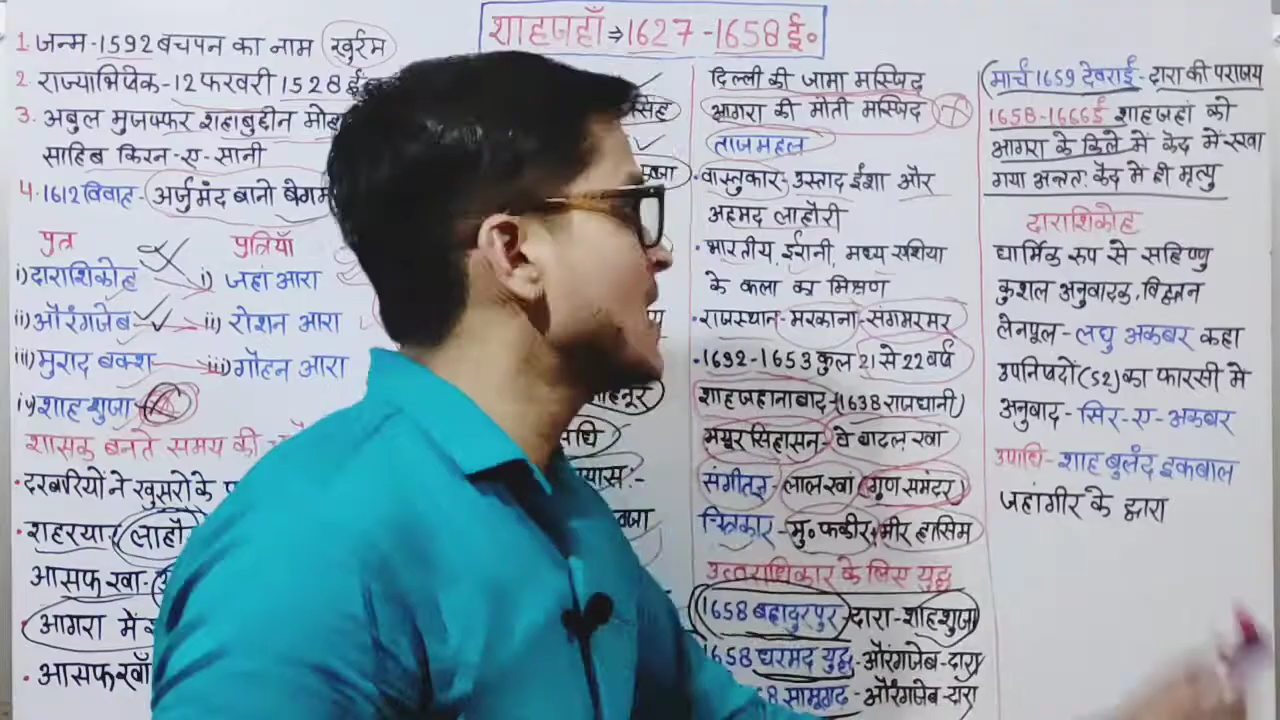 शाहजहाँ ⇒ 1627 - 1658 ई०
1. जन्म - 1592 बचपन का नाम खुर्रम
2. राज्याभिषेक - 12 फरवरी 1528 ई
3. अबुल मुजफ्फर शहाबुद्दीन
साहिब किरन-ए-सानी
4. 1612 विवाह - अर्जुमंद बानो बेगम
पुत्र पुत्रियाँ
i) दाराशिकोह i) जहां आरा
ii) औरंगजेब ii) रोशन आरा
iii) मुराद बक्श iii) गौहन आरा
iv) शाहशुजा
शासक बनते समय की
• दरबारियों ने खुसरो के
• शहरयार
आसफ खा -
• आगरा में
• आसफ खाँ
दिल्ली की जामा मस्जिद
आगरा की मोती मस्जिद
ताजमहल
• वास्तुकार - उस्ताद ईशा और
अहमद लाहौरी
• भारतीय, ईरानी, मध्य एशिया
के कला का मिश्रण
• राजस्थान - मरकाना - संगमरमर
• 1632 - 1653 कुल 21 से 22 वर्ष
शाहजहानाबाद - (1638 राजधानी)
मयूर सिंहासन - वे बादल खा
संगीतज्ञ - लाल खां (गुण समंदर)
चित्रकार - मु० फकीर, मीर हासिम
उत्तराधिकार के लिए युद्ध
1658 बहादुरपुर - दारा - शाहशुजा
1658 धरमद युद्ध - औरंगजेब - दारा
सामूगढ़ - औरंगजेब - दारा
मार्च 1659 देवराई - दारा की पराजय
1658 - 1666 ई शाहजहां को
आगरा के किले में कैद में रखा
गया अन्ततः कैद में ही मृत्यु
दाराशिकोह
धार्मिक रूप से सहिष्णु
कुशल अनुवादक, विद्वान
लेनपूल - लघु अकबर कहा
उपनिषदों (52) का फारसी में
अनुवाद - सिर-ए-अकबर
उपाधि - शाह बुलंद इकबाल
जहांगीर के द्वारा